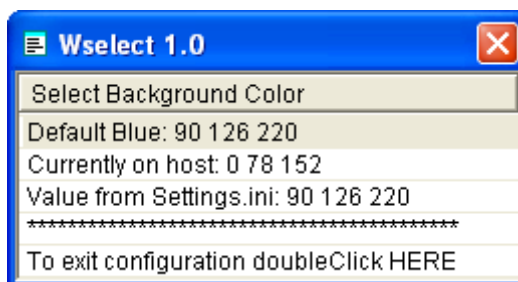 Wselect 1.0
Select Background Color
Default Blue: 90 126 220
Currently on host: 0 78 152
Value from Settings.ini: 90 126 220
*******************************************
To exit configuration doubleClick HERE